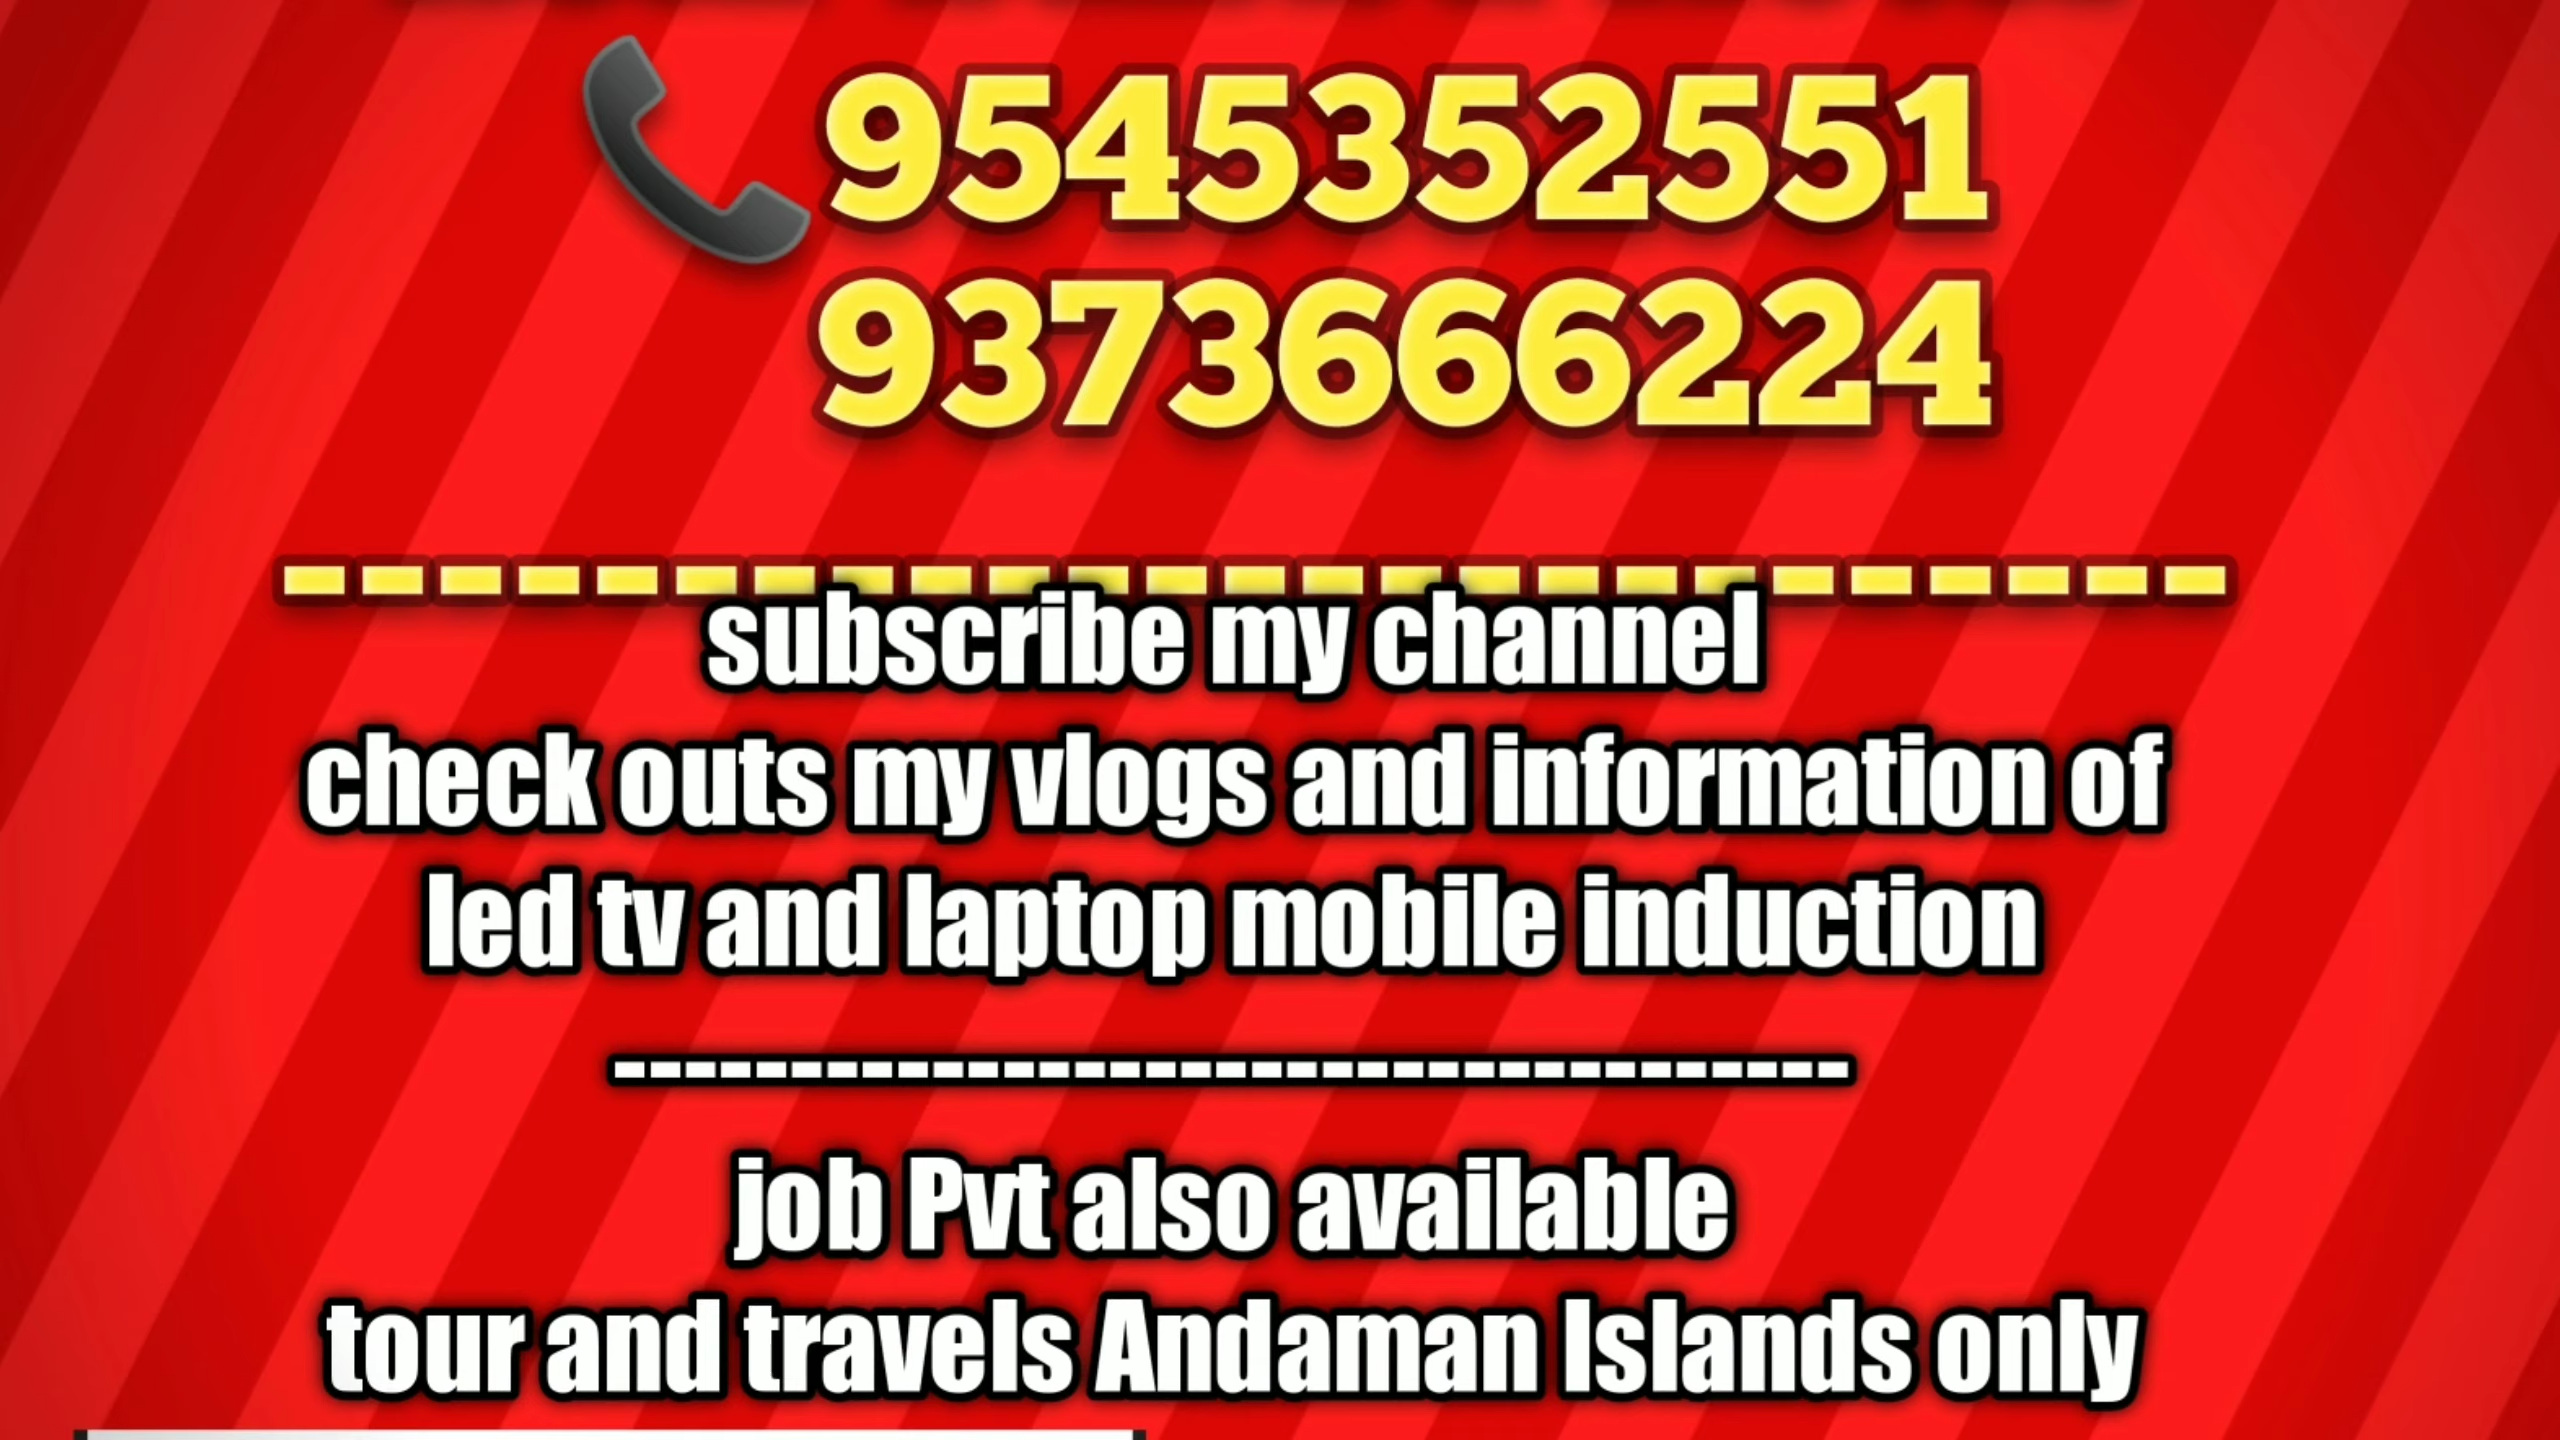 📞9545352551
9373666224
-------------------------
subscribe my channel
check outs my vlogs and information of
led tv and laptop mobile induction
-----------------------------------
job Pvt also available
tour and travels Andaman Islands only